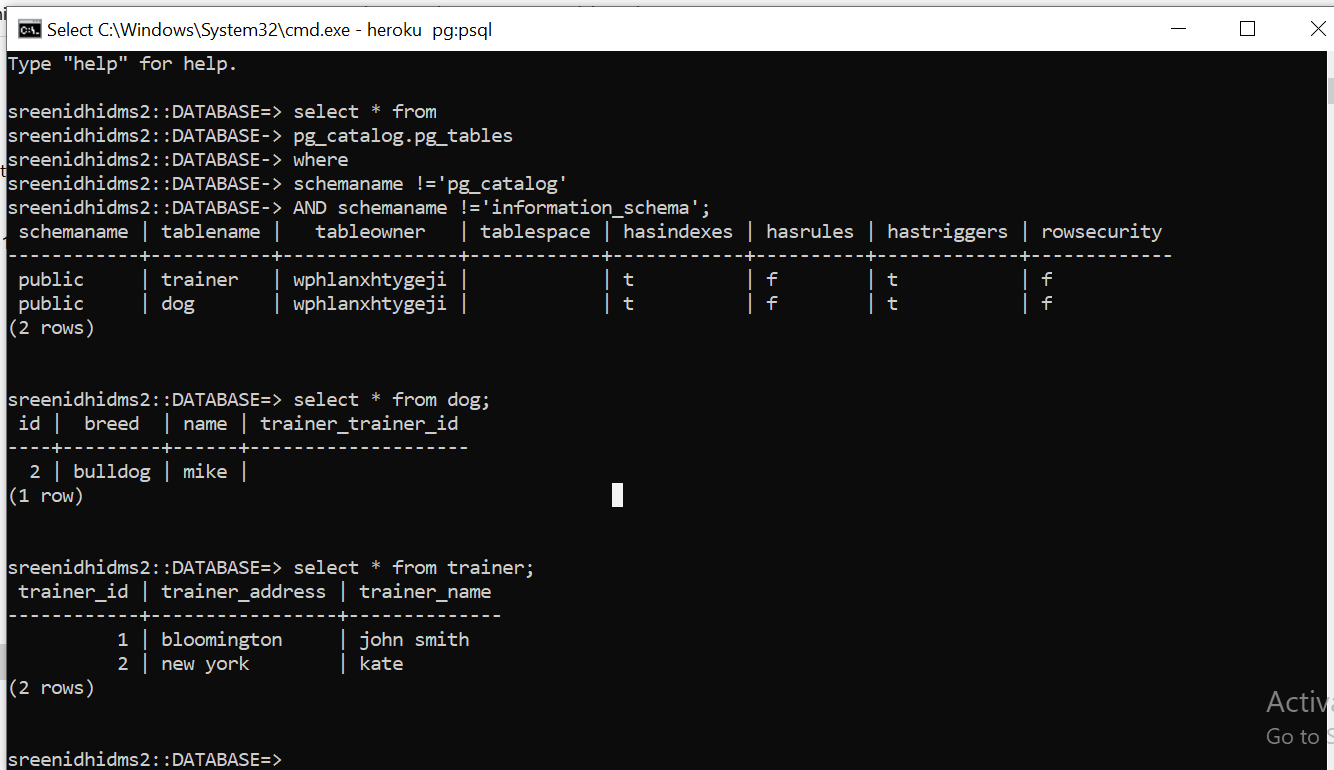 Select C:\Windows\System32\cmd.exe - heroku  pg:psql
Type "help" for help.
sreenidhidms2::DATABASE=> select * from
sreenidhidms2::DATABASE-> pg_catalog.pg_tables
sreenidhidms2::DATABASE-> where
sreenidhidms2::DATABASE-> schemaname !='pg_catalog'
sreenidhidms2::DATABASE-> AND schemaname !='information_schema';
 schemaname | tablename |   tableowner   | tablespace | hasindexes | hasrules | hastriggers | rowsecurity
------------+-----------+----------------+------------+------------+----------+-------------+-------------
 public     | trainer   | wphlanxhtygeji |            | t          | f        | t           | f
 public     | dog       | wphlanxhtygeji |            | t          | f        | t           | f
(2 rows)
sreenidhidms2::DATABASE=> select * from dog;
 id |  breed  | name | trainer_trainer_id
----+---------+------+--------------------
  2 | bulldog | mike |
(1 row)
sreenidhidms2::DATABASE=> select * from trainer;
 trainer_id | trainer_address | trainer_name
------------+-----------------+--------------
          1 | bloomington     | john smith
          2 | new york        | kate
(2 rows)
Activa
Go to S
sreenidhidms2::DATABASE=>